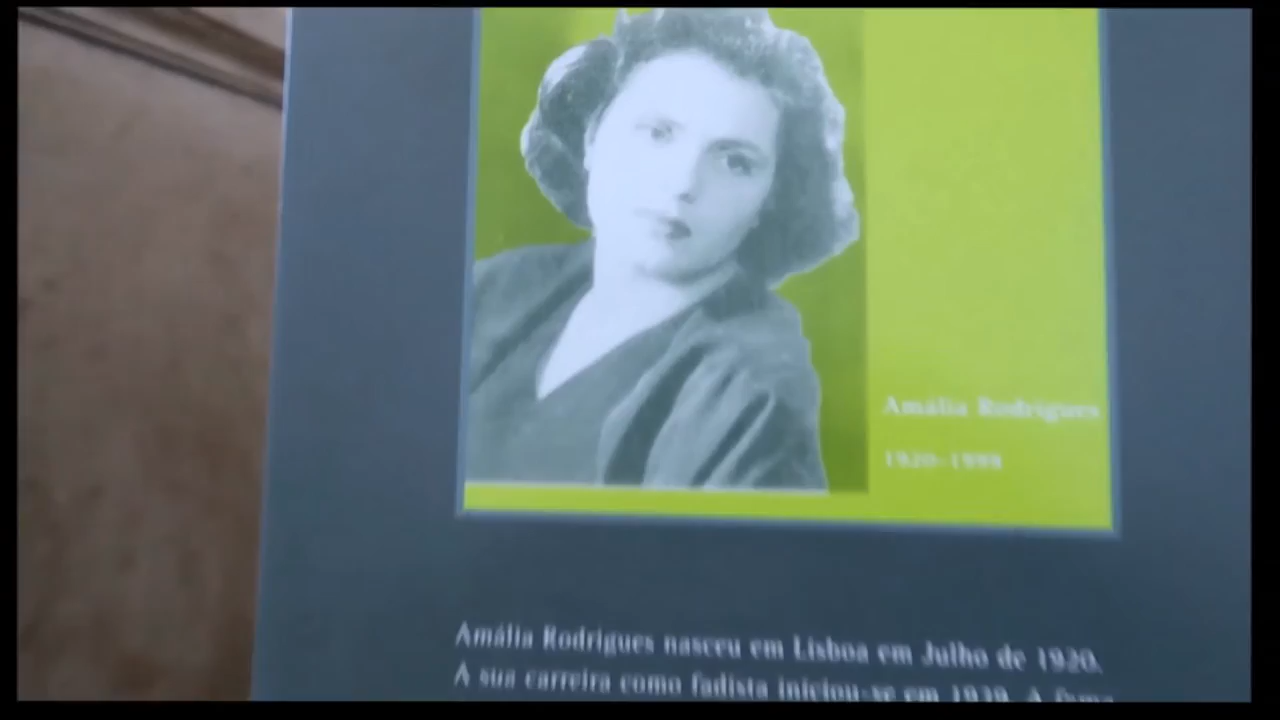 Amália Rodrigues
1920-1999
Amália Rodrigues nasceu em Lisboa em Julho de 1920.
A sua carreira como fadista iniciou-se em 1939. A fama